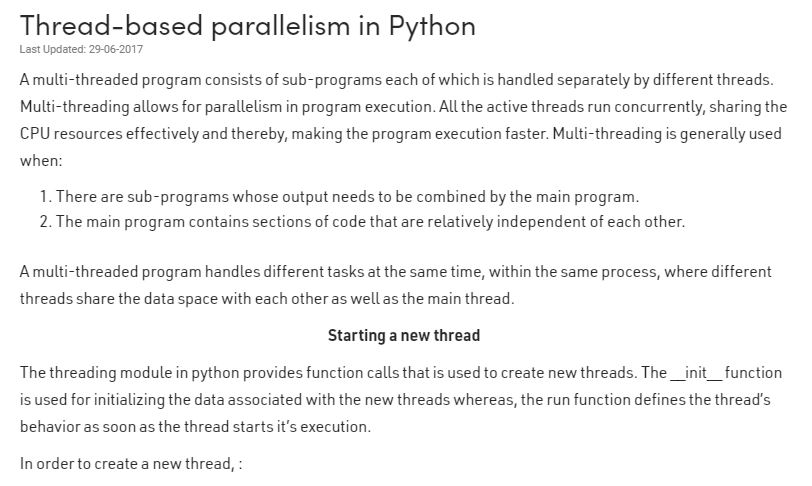 Thread-based parallelism in Python
Last Updated: 29-06-2017
A multi-threaded program consists of sub-programs each of which is handled separately by different threads.
Multi-threading allows for parallelism in program execution. All the active threads run concurrently, sharing the
CPU resources effectively and thereby, making the program execution faster. Multi-threading is generally used
when:
1. There are sub-programs whose output needs to be combined by the main program.
2. The main program contains sections of code that are relatively independent of each other.
A multi-threaded program handles different tasks at the same time, within the same process, where different
threads share the data space with each other as well as the main thread.
Starting a new thread
The threading module in python provides function calls that is used to create new threads. The __init__ function
is used for initializing the data associated with the new threads whereas, the run function defines the thread's
behavior as soon as the thread starts it's execution.
In order to create a new thread, :